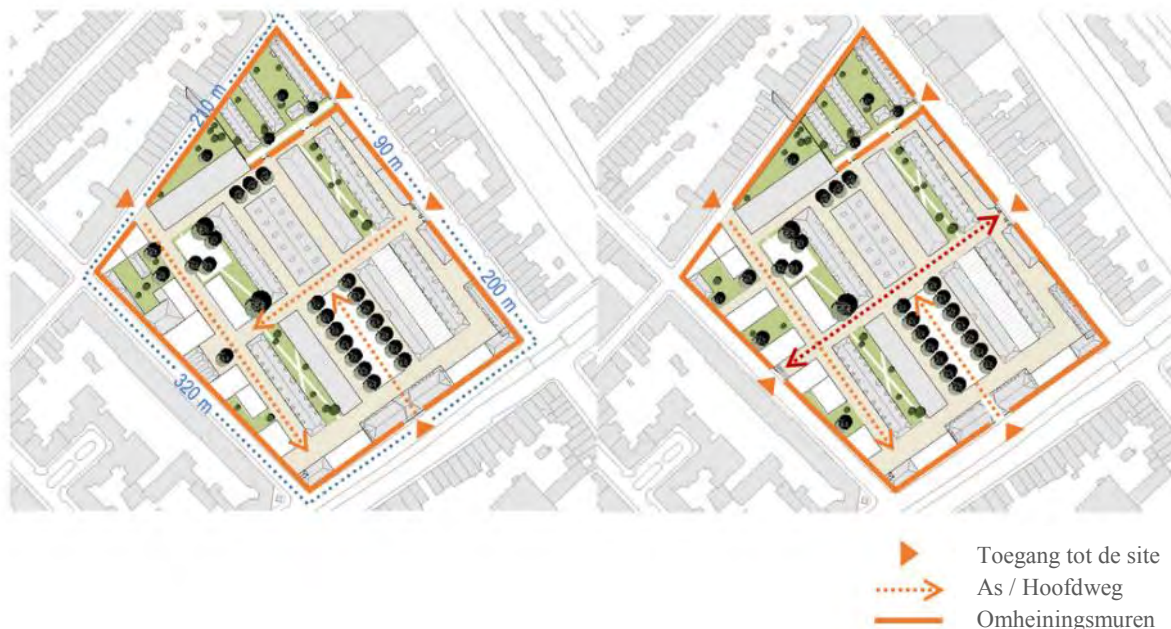 210 m
90 m
200 m
320 m
Toegang tot de site
As / Hoofdweg
Omheiningsmuren